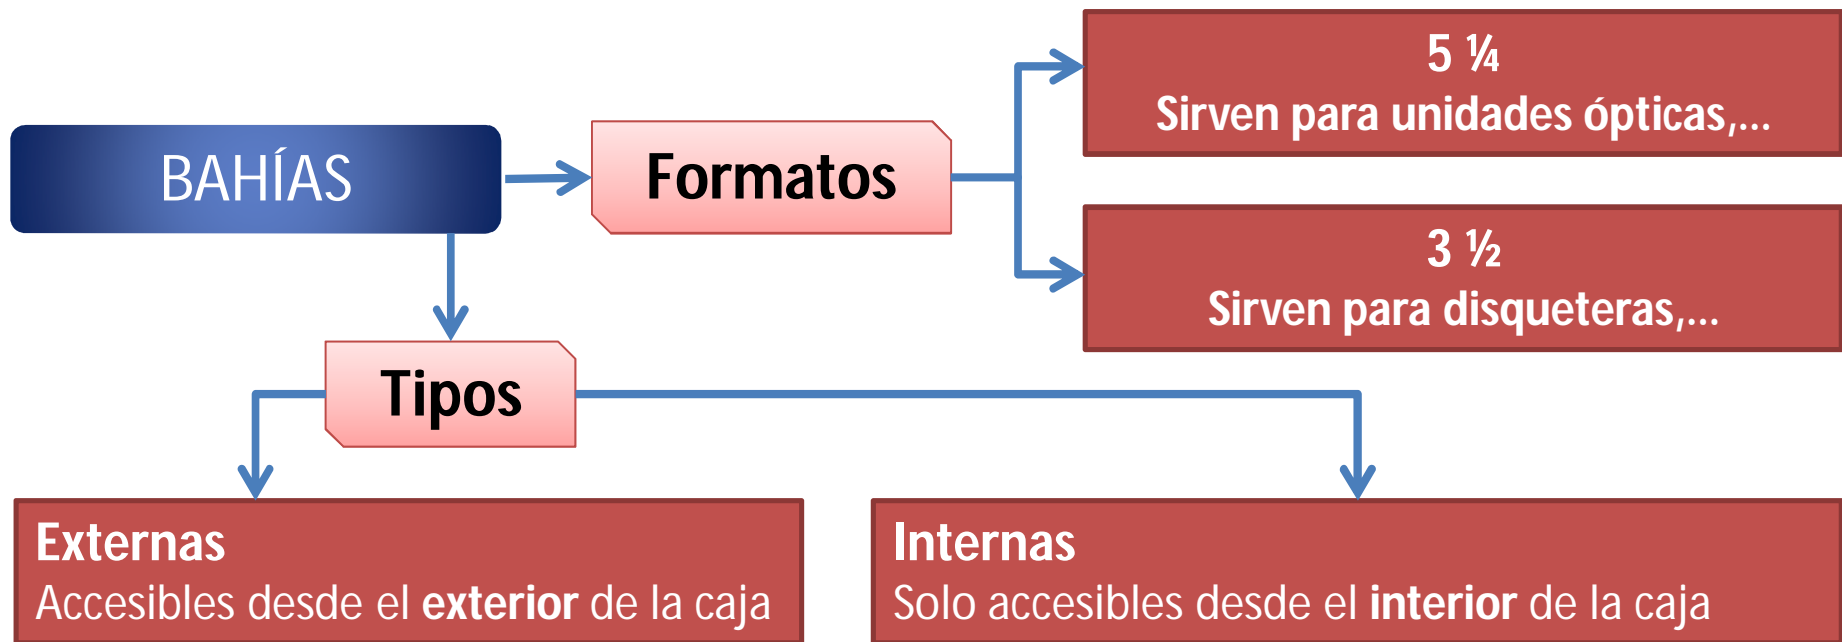 BAHÍAS
Formatos
5 ¼
Sirven para unidades ópticas,...
3 ½
Sirven para disqueteras,...
Tipos
Externas
Accesibles desde el exterior de la caja
Internas
Solo accesibles desde el interior de la caja